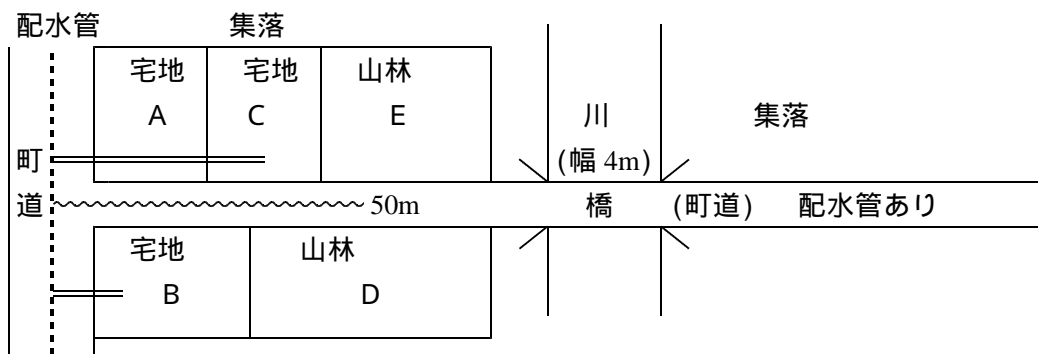 配水管 集落
宅地 宅地 山林
A C E
川 集落
(幅 4m)
町道
50m 橋 (町道) 配水管あり
宅地 山林
B D